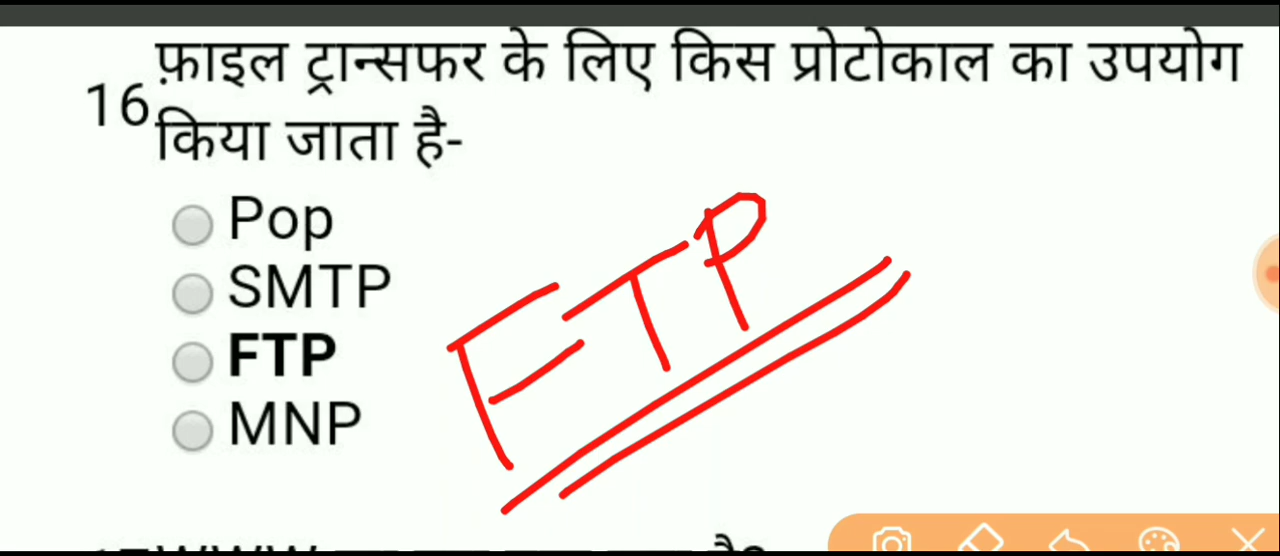 फ़ाइल ट्रान्सफर के लिए किस प्रोटोकाल का उपयोग
16. किया जाता है-
Pop
SMTP
FTP
MNP
FTP